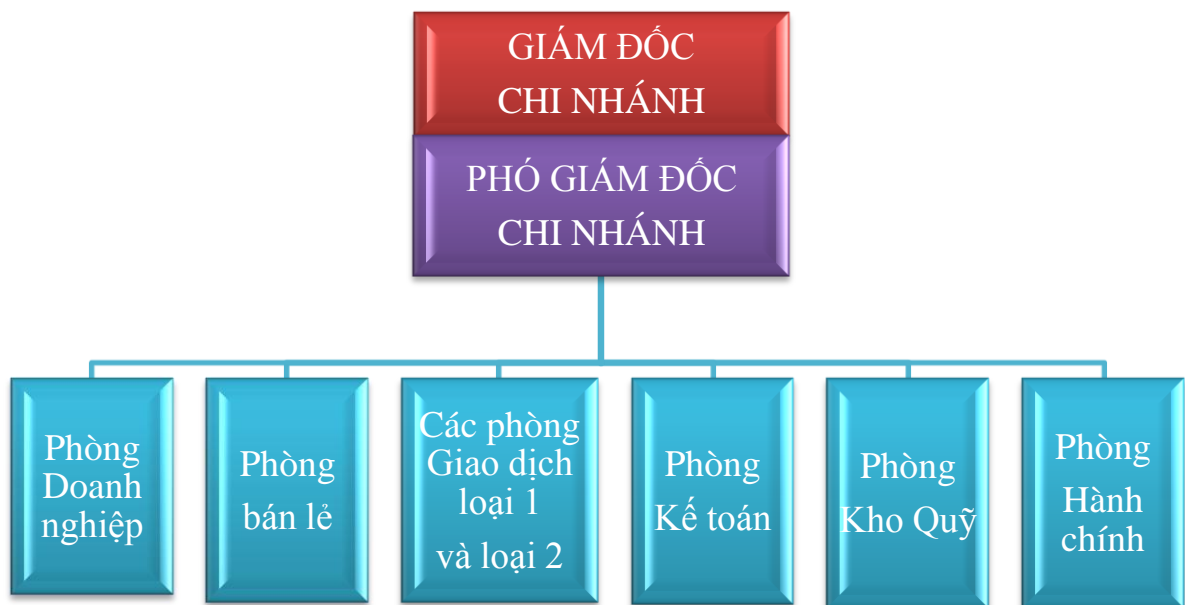 GIÁM ĐỐC
CHI NHÁNH
PHÓ GIÁM ĐỐC
CHI NHÁNH
Phòng
Doanh
nghiệp
Phòng
bán lẻ
Các phòng
Giao dịch
loại 1
và loại 2
Phòng
Kế toán
Phòng
Kho Quỹ
Phòng
Hành
chính